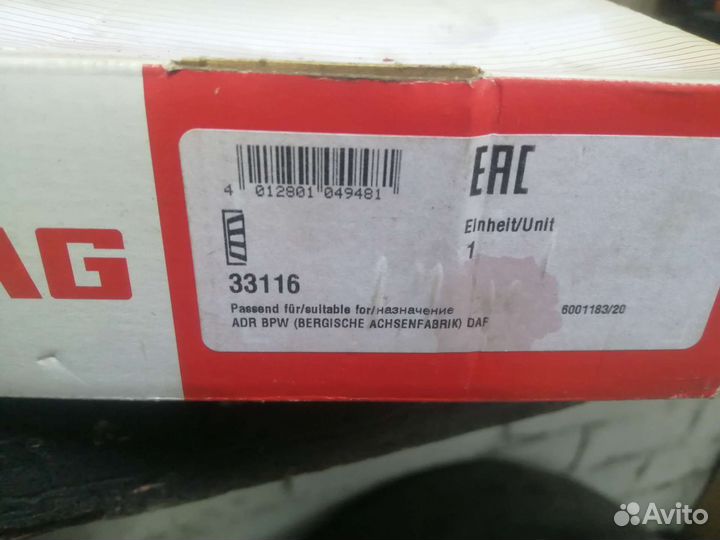 AG
4 012801 049481
EAC
Einheit/Unit
1
33116
Passend für/suitable for/назначение
6001183/20
ADR BPW (BERGISCHE ACHSENFABRIK) DAF
Avito